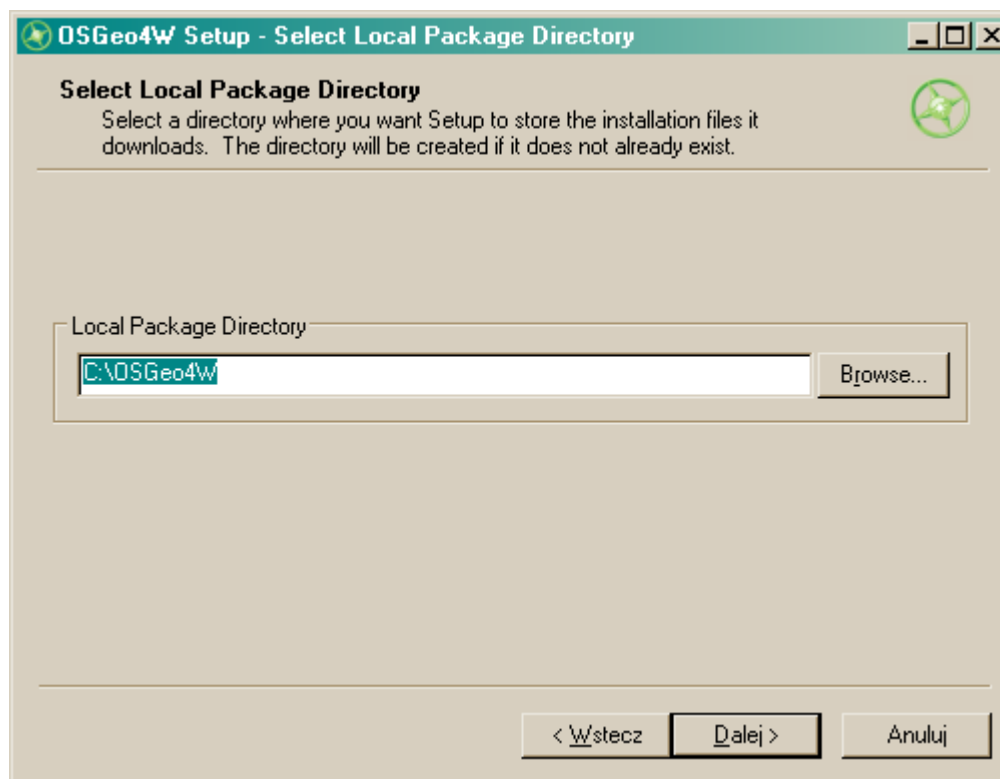 OSGeo4W Setup - Select Local Package Directory
Select Local Package Directory
Select a directory where you want Setup to store the installation files it
downloads. The directory will be created if it does not already exist.
Local Package Directory
C:\OSGeo4W
Browse...
< Wstecz
Dalej >
Anuluj